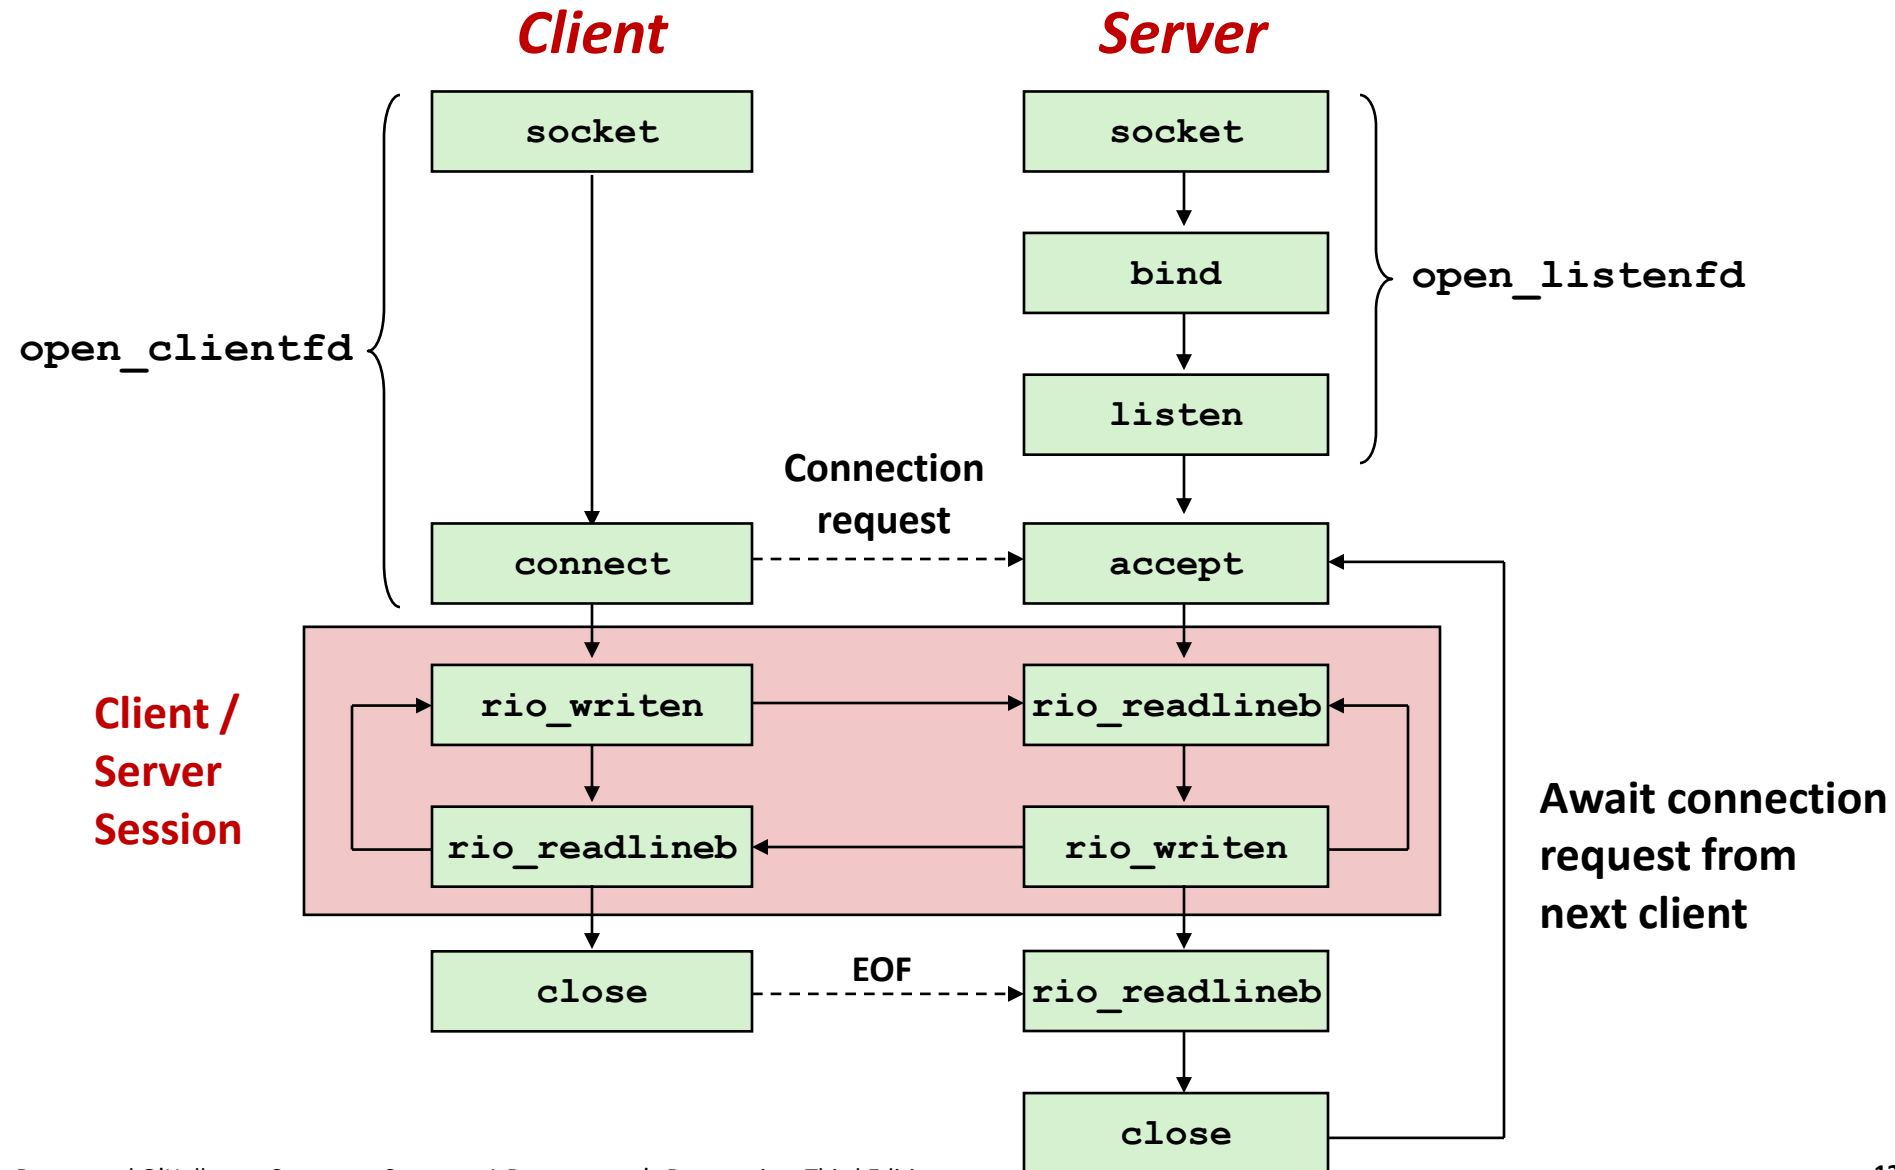 Client
Server
socket
socket
bind
open_listenfd
open_clientfd
listen
Connection
request
connect
accept
Client /
Server
Session
rio_writen
rio_readlineb
rio_readlineb
rio_writen
Await connection
request from
next client
close
EOF
rio_readlineb
close